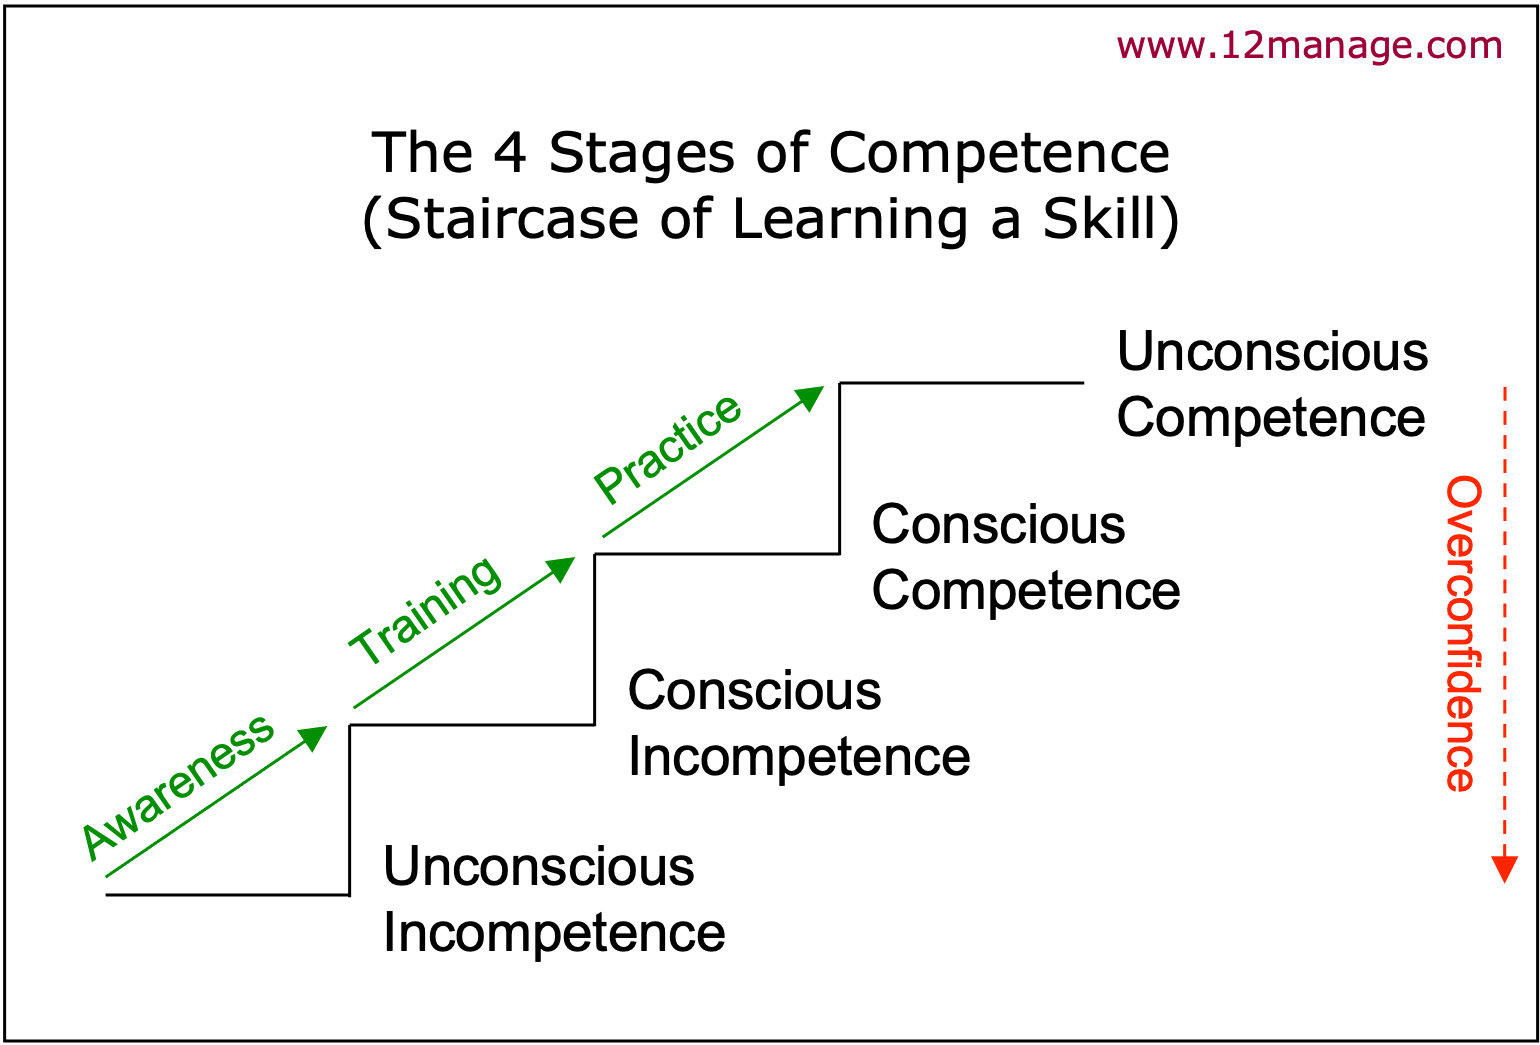 www.12manage.com
The 4 Stages of Competence
(Staircase of Learning a Skill)
Unconscious
Competence
Practice
Conscious
Competence
Overconfidence
Training
Conscious
Incompetence
Awareness
Unconscious
Incompetence